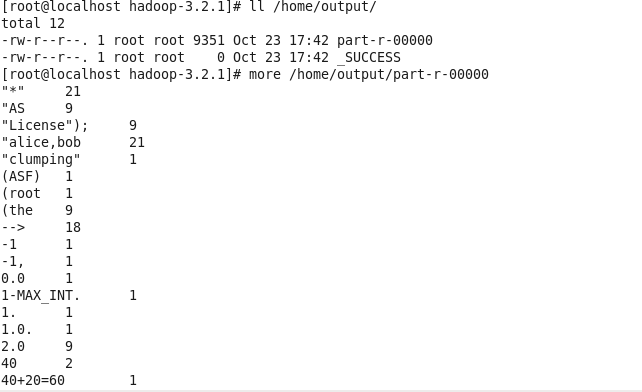 [root@localhost hadoop-3.2.1]# ll /home/output/
total 12
-rw-r--r--. 1 root root 9351 Oct 23 17:42 part-r-00000
-rw-r--r--. 1 root root    0 Oct 23 17:42 _SUCCESS
[root@localhost hadoop-3.2.1]# more /home/output/part-r-00000
"*"     21
"AS     9
"License");     9
"alice,bob      21
"clumping"      1
(ASF)   1
(root   1
(the    9
-->     18
-1      1
-1,     1
0.0     1
1-MAX_INT.      1
1.      1
1.0.    1
2.0     9
40      2
40+20=60        1